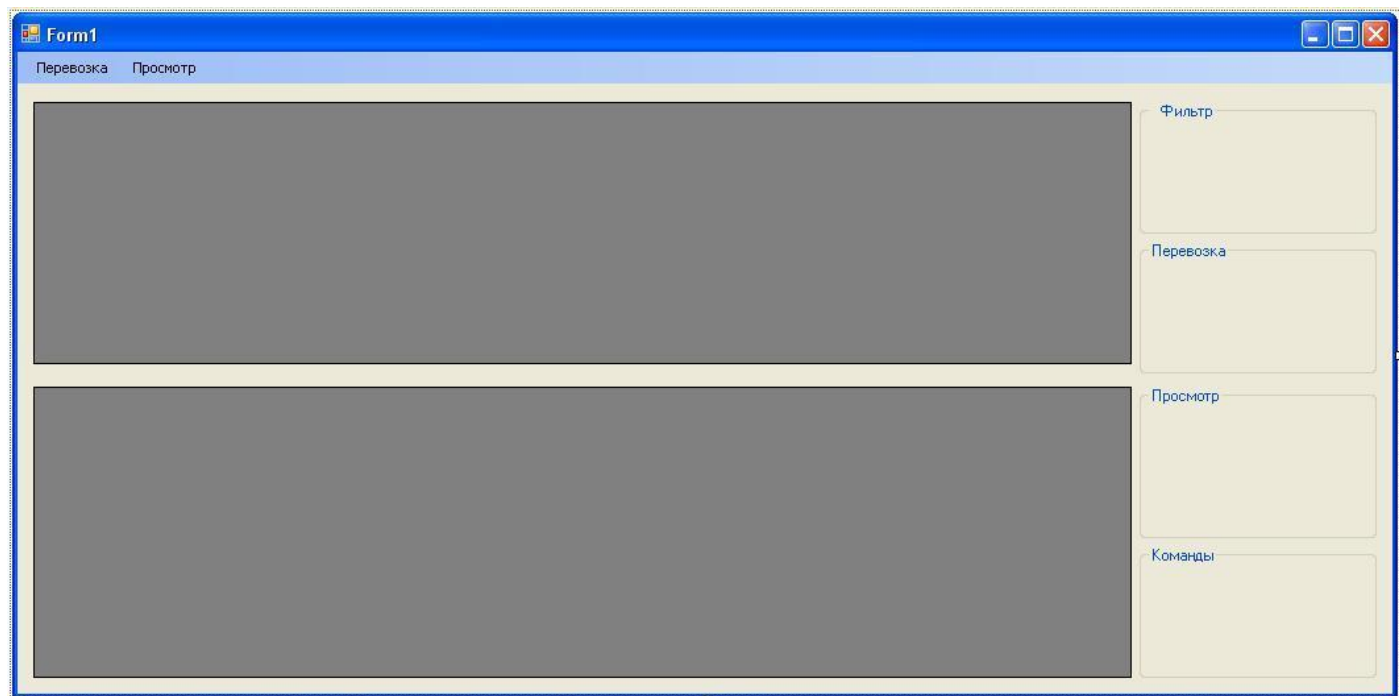 Form1
Перевозка Просмотр
Фильтр
Перевозка
Просмотр
Команды